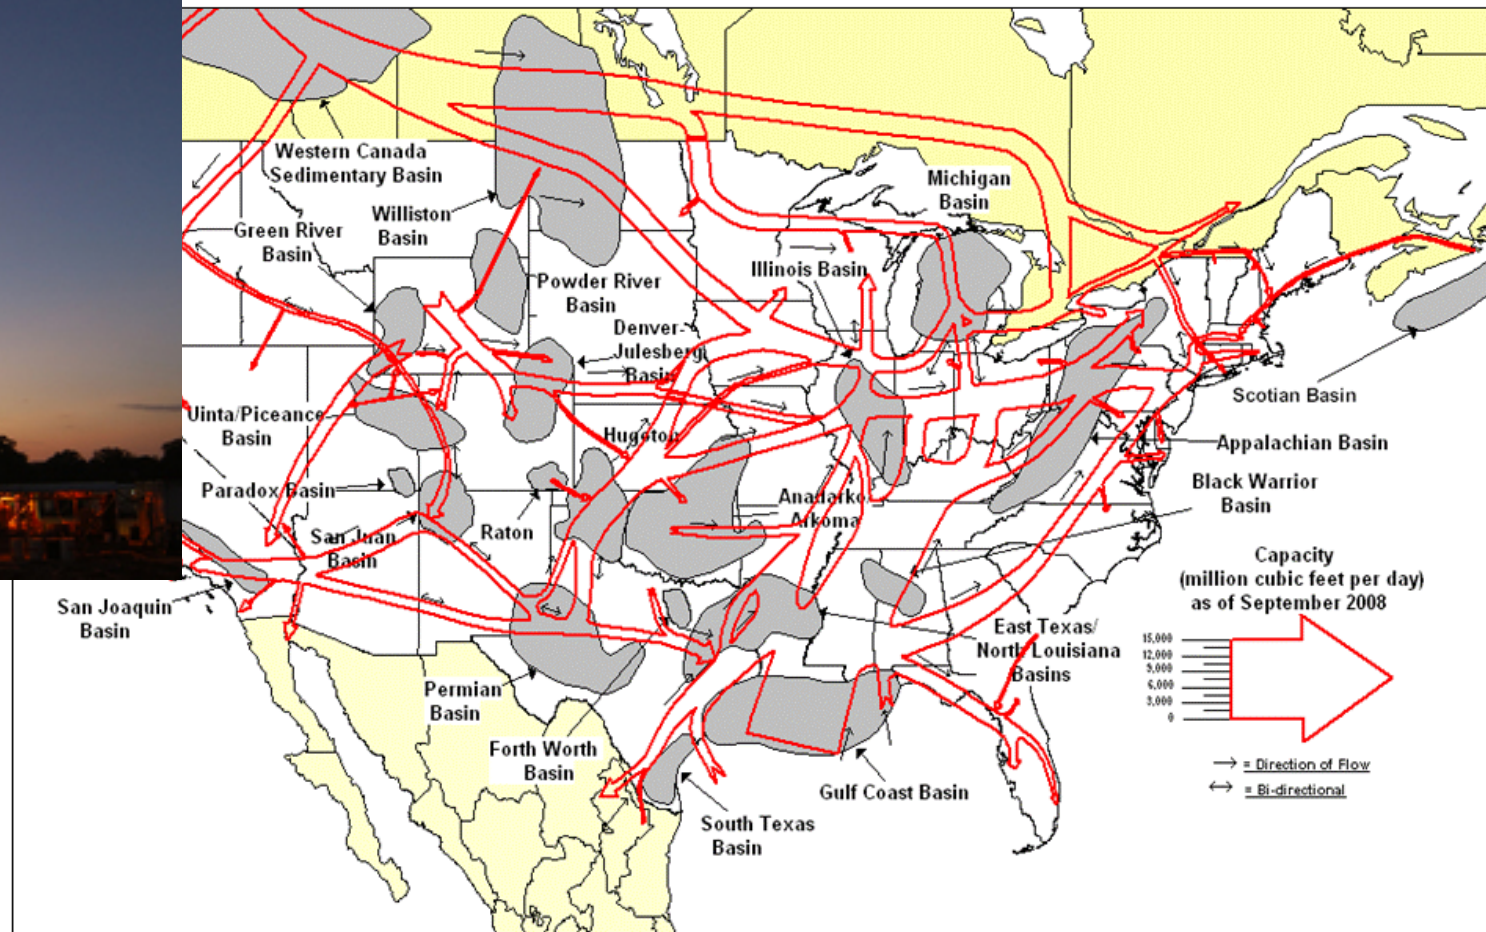 Western Canada
Sedimentary Basin
Williston
Basin
Green River
Basin
Michigan
Basin
Illinois Basin
Powder River
Basin
Denver-
Julesberg
Basin
Uinta/Piceance
Basin
Hugoton
Scotian Basin
Appalachian Basin
Paradox Basin
Raton
San Juan
Basin
Anadarko
Arkoma
Black Warrior
Basin
San Joaquin
Basin
Capacity
(million cubic feet per day)
as of September 2008
15,000
12,000
9,000
6,000
3,000
0
East Texas/
North Louisiana
Basins
Permian
Basin
Forth Worth
Basin
Gulf Coast Basin
South Texas
Basin
= Direction of Flow
= Bi-directional